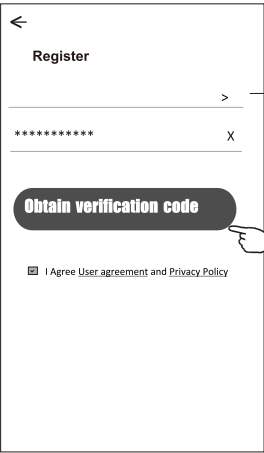 Register
>
*********** X
Obtain verification code
I Agree User agreement and Privacy Policy